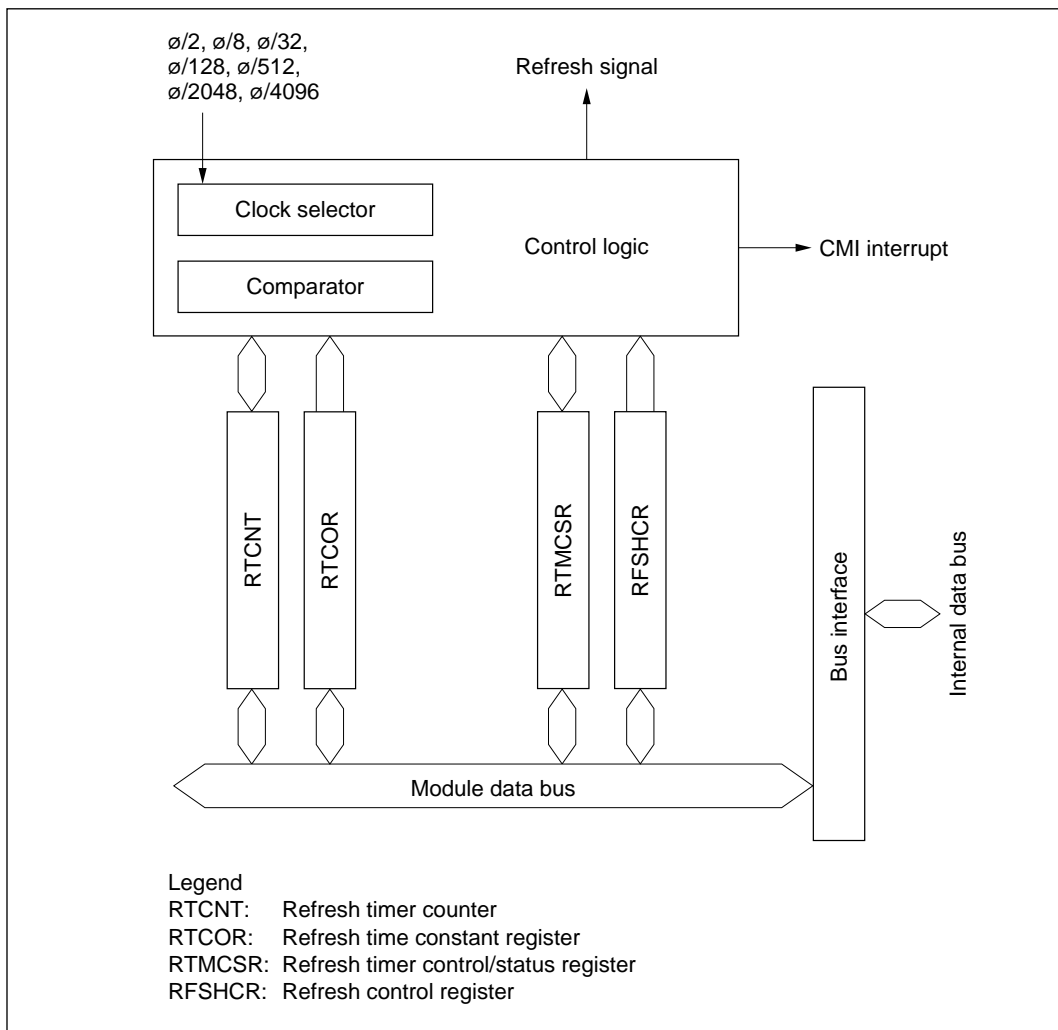 ø/2, ø/8, ø/32,
ø/128, ø/512,
ø/2048, ø/4096
Refresh signal
Clock selector
Control logic
CMI interrupt
Comparator
RTCNT
RTCOR
RTMCSR
RFSHCR
Bus interface
Internal data bus
Module data bus
Legend
RTCNT: Refresh timer counter
RTCOR: Refresh time constant register
RTMCSR: Refresh timer control/status register
RFSHCR: Refresh control register